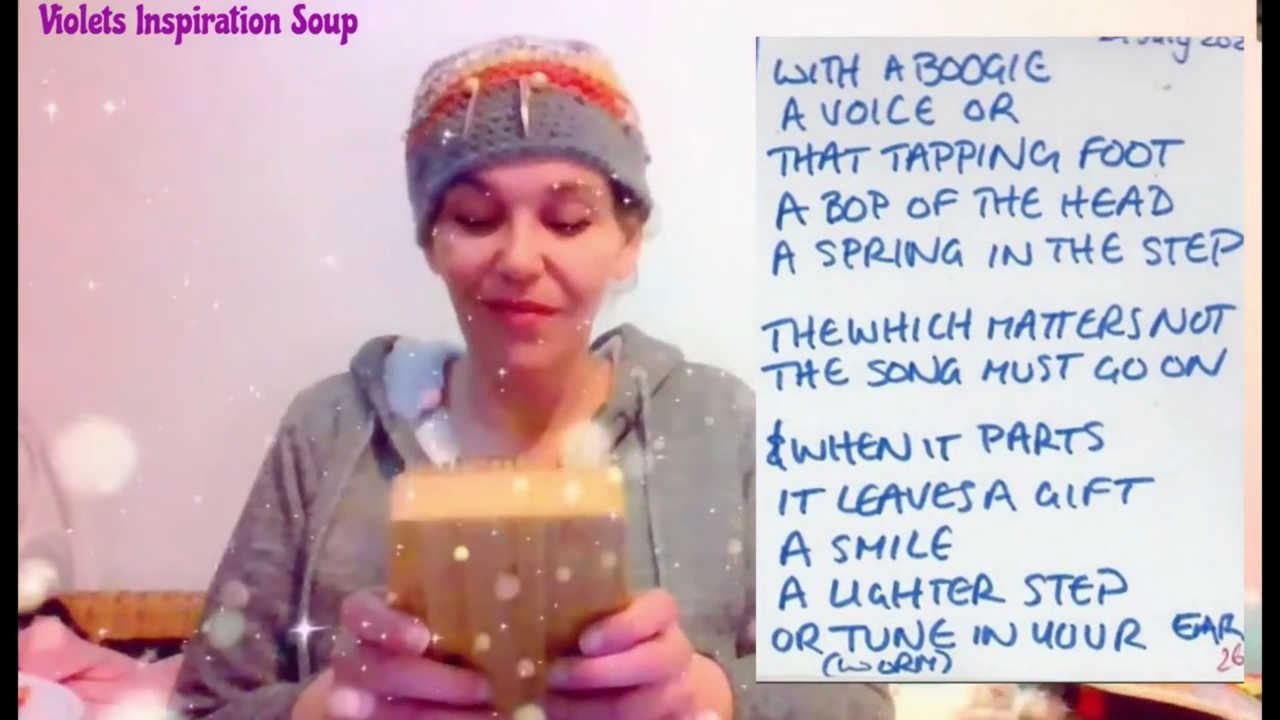 Violets Inspiration Soup
July 202
WITH A BOOGIE
A VOICE OR
THAT TAPPING FOOT
A BOP OF THE HEAD
A SPRING IN THE STEP
THE WHICH MATTERS NOT
THE SONG MUST GO ON
& WHEN IT PARTS
IT LEAVES A GIFT
A SMILE
A LIGHTER STEP
OR TUNE IN YOUR EAR
(WORM)
26